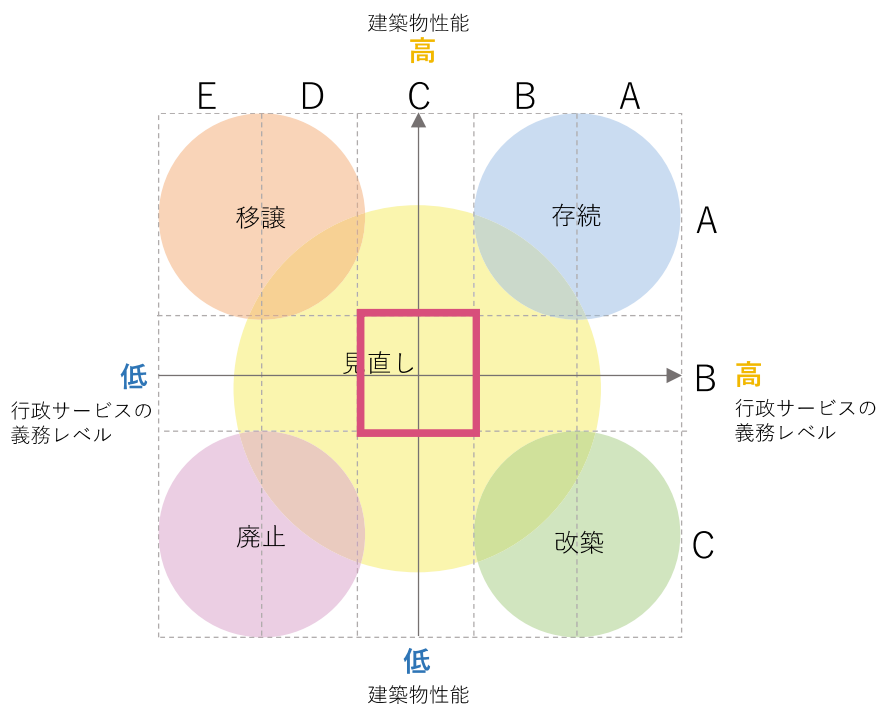 建築物性能
高
E D C B A
移譲
存続
A
見直し
低
行政サービスの
義務レベル
B
高
行政サービスの
義務レベル
廃止
改築
C
低
建築物性能